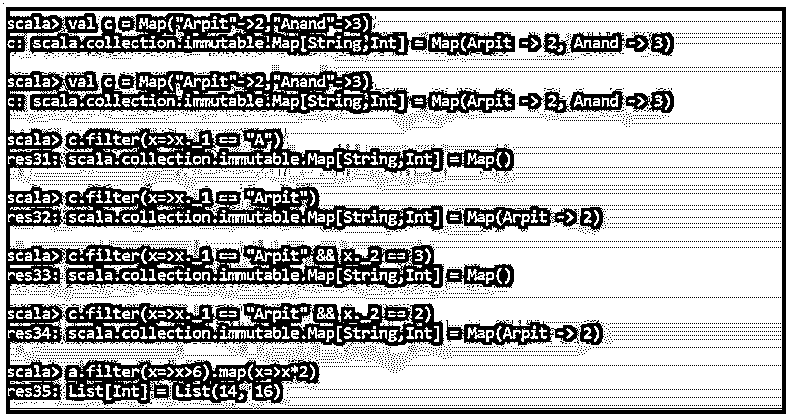 scala> val c = Map("Arpit"->2,"Anand"->3)
c: scala.collection.immutable.Map[String,Int] = Map(Arpit -> 2, Anand -> 3)
scala> val c = Map("Arpit"->2,"Anand"->3)
c: scala.collection.immutable.Map[String,Int] = Map(Arpit -> 2, Anand -> 3)
scala> c.filter(x=>x._1 == "A")
res31: scala.collection.immutable.Map[String,Int] = Map()
scala> c.filter(x=>x._1 == "Arpit")
res32: scala.collection.immutable.Map[String,Int] = Map(Arpit -> 2)
scala> c.filter(x=>x._1 == "Arpit" && x._2 == 3)
res33: scala.collection.immutable.Map[String,Int] = Map()
scala> c.filter(x=>x._1 == "Arpit" && x._2 == 2)
res34: scala.collection.immutable.Map[String,Int] = Map(Arpit -> 2)
scala> a.filter(x=>x>6).map(x=>x*2)
res35: List[Int] = List(14, 16)